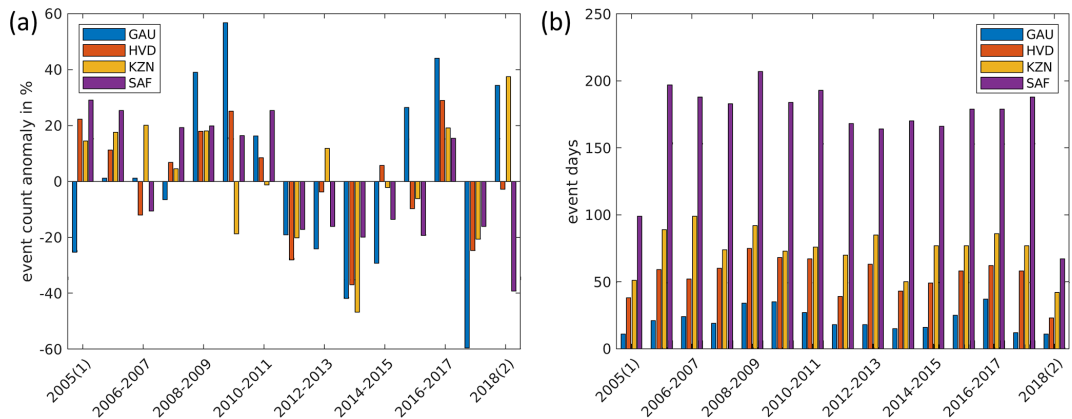 (a)
event count anomaly in %
60
40
20
0
-20
-40
-60
GAU
HVD
KZN
SAF
2005(1)
2006-2007
2008-2009
2010-2011
2012-2013
2014-2015
2016-2017
2018(2)
(b)
event days
250
200
150
100
50
0
GAU
HVD
KZN
SAF
2005(1)
2006-2007
2008-2009
2010-2011
2012-2013
2014-2015
2016-2017
2018(2)